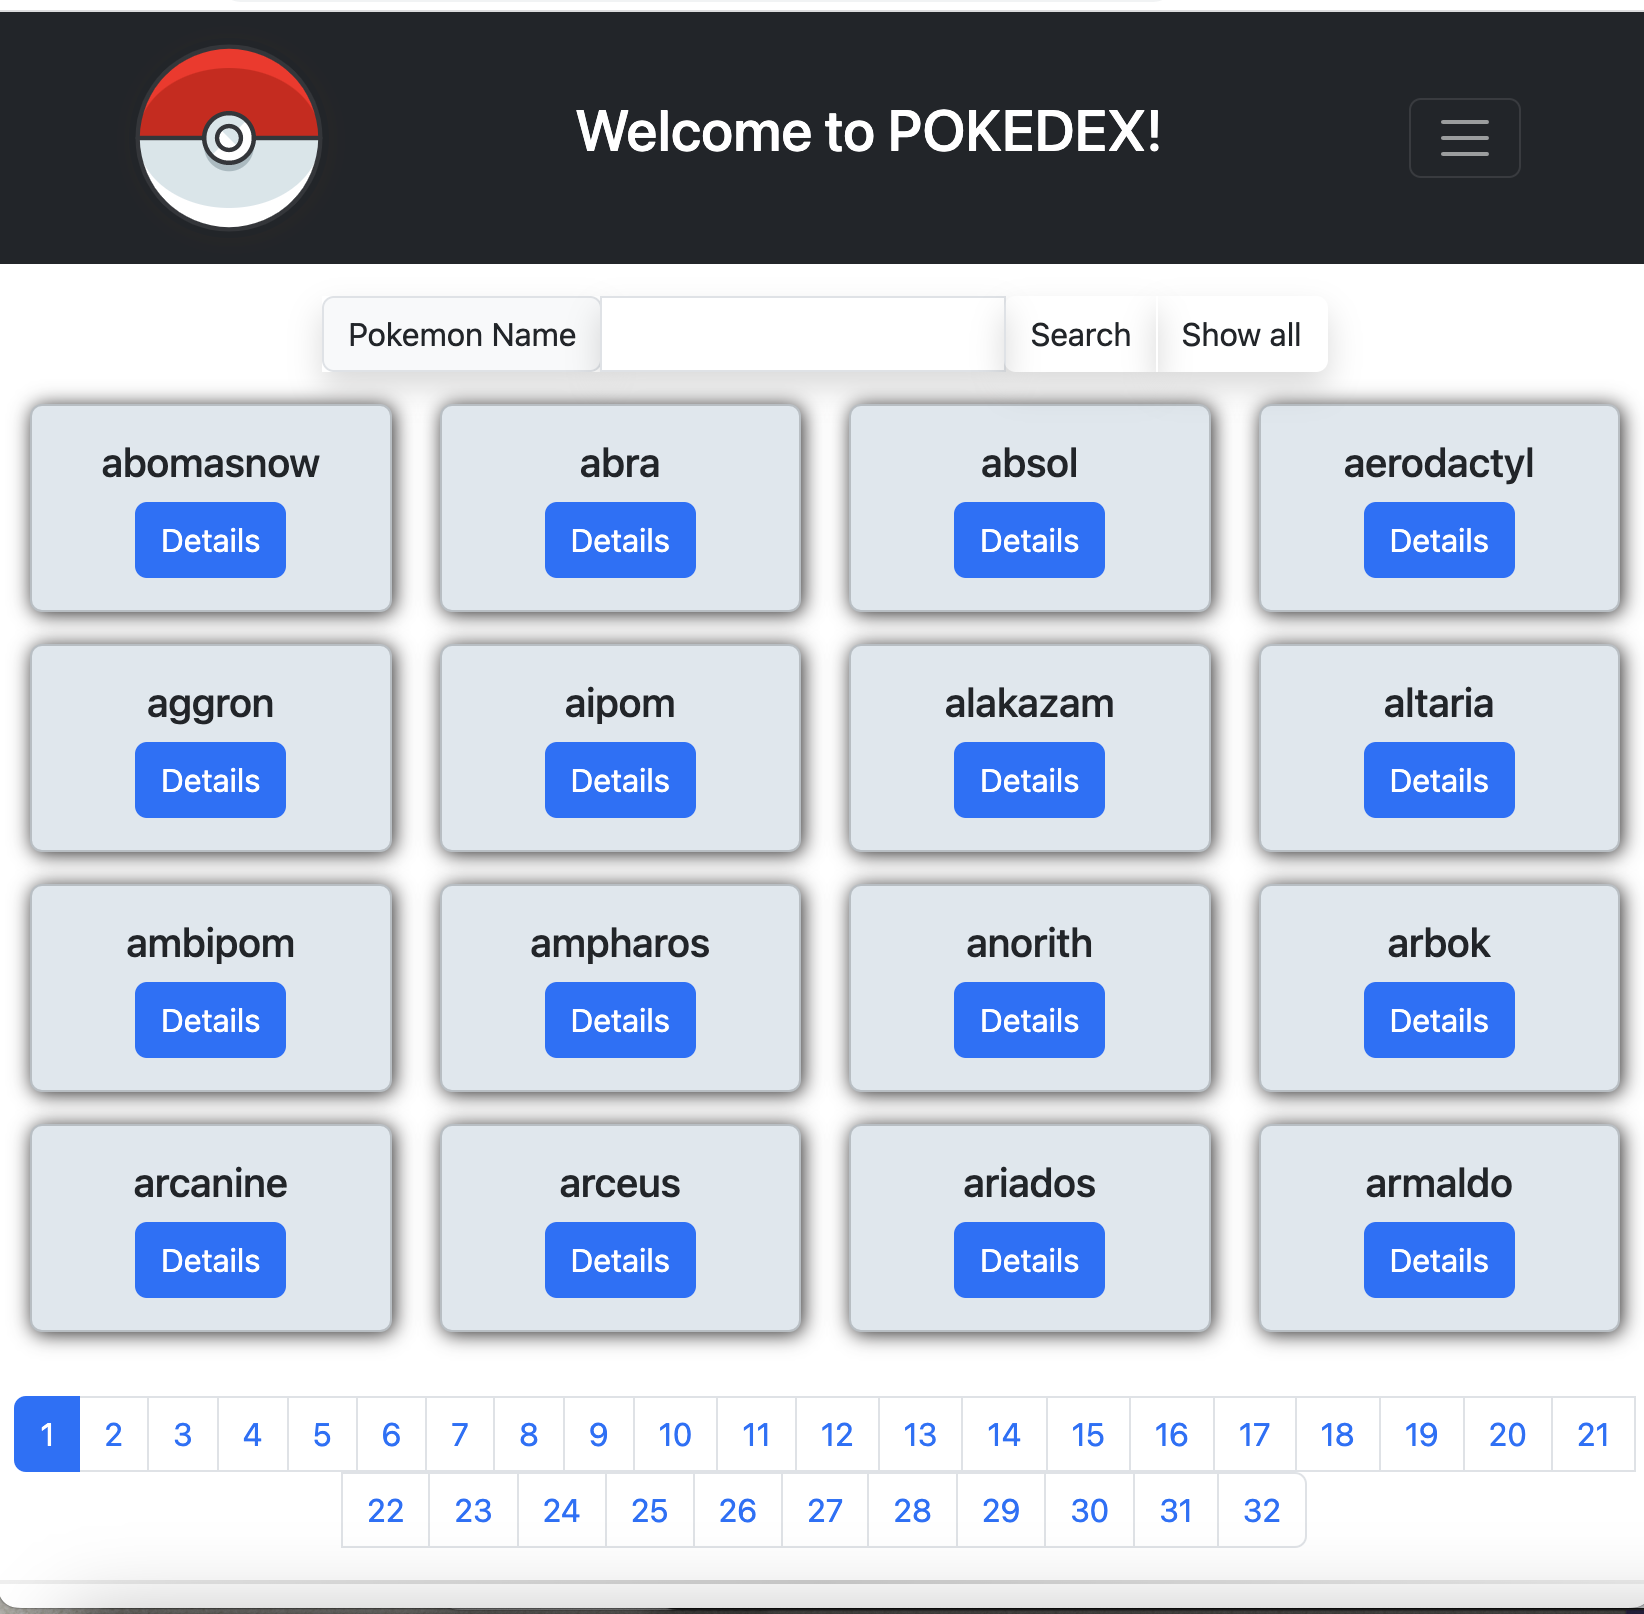 Welcome to POKEDEX!
Pokemon Name Search Show all
abomasnow abra absol aerodactyl
Details Details Details Details
aggron aipom alakazam altaria
Details Details Details Details
ambipom ampharos anorith arbok
Details Details Details Details
arcanine arceus ariados armaldo
Details Details Details Details
1 2 3 4 5 6 7 8 9 10 11 12 13 14 15 16 17 18 19 20 21
22 23 24 25 26 27 28 29 30 31 32